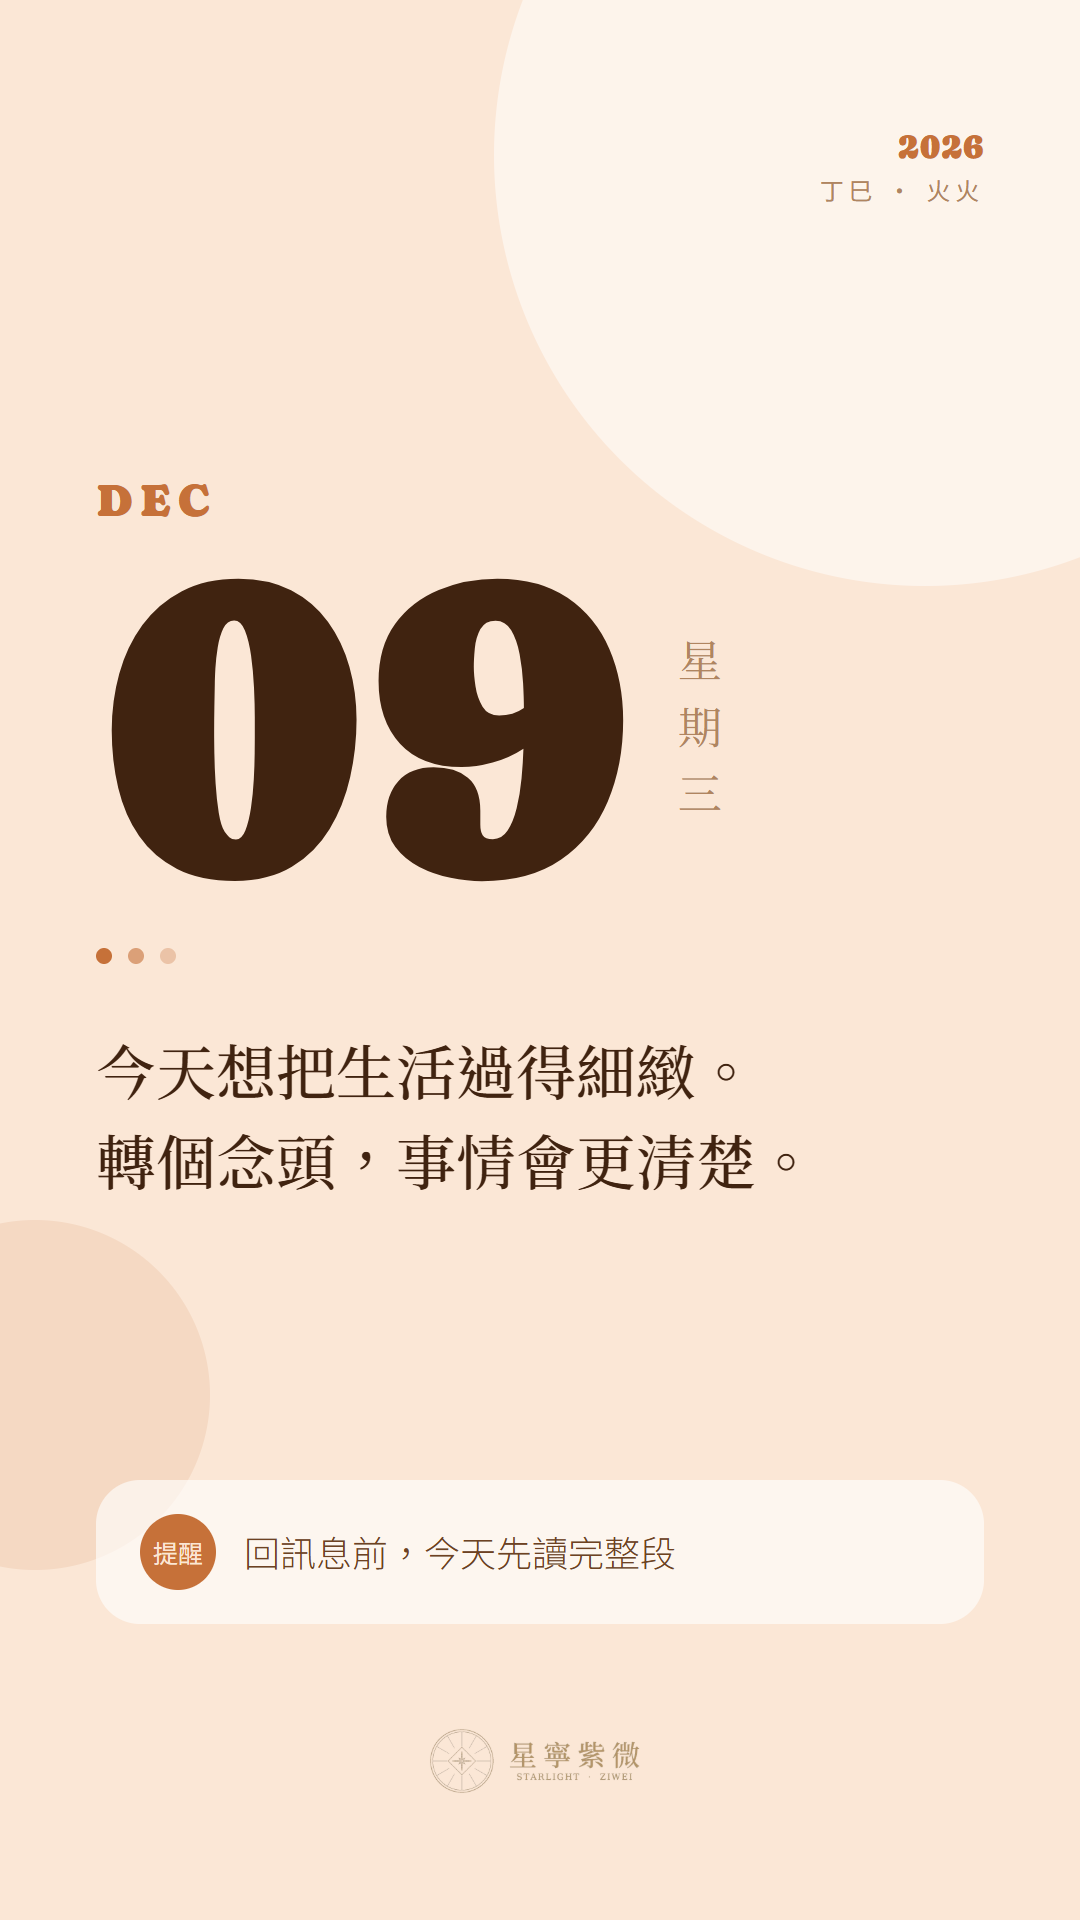 2026
丁巳 · 火火
DEC
09
星期三
今天想把生活過得細緻。
轉個念頭，事情會更清楚。
提醒
回訊息前，今天先讀完整段
星寧紫微
STARLIGHT · ZIWEI